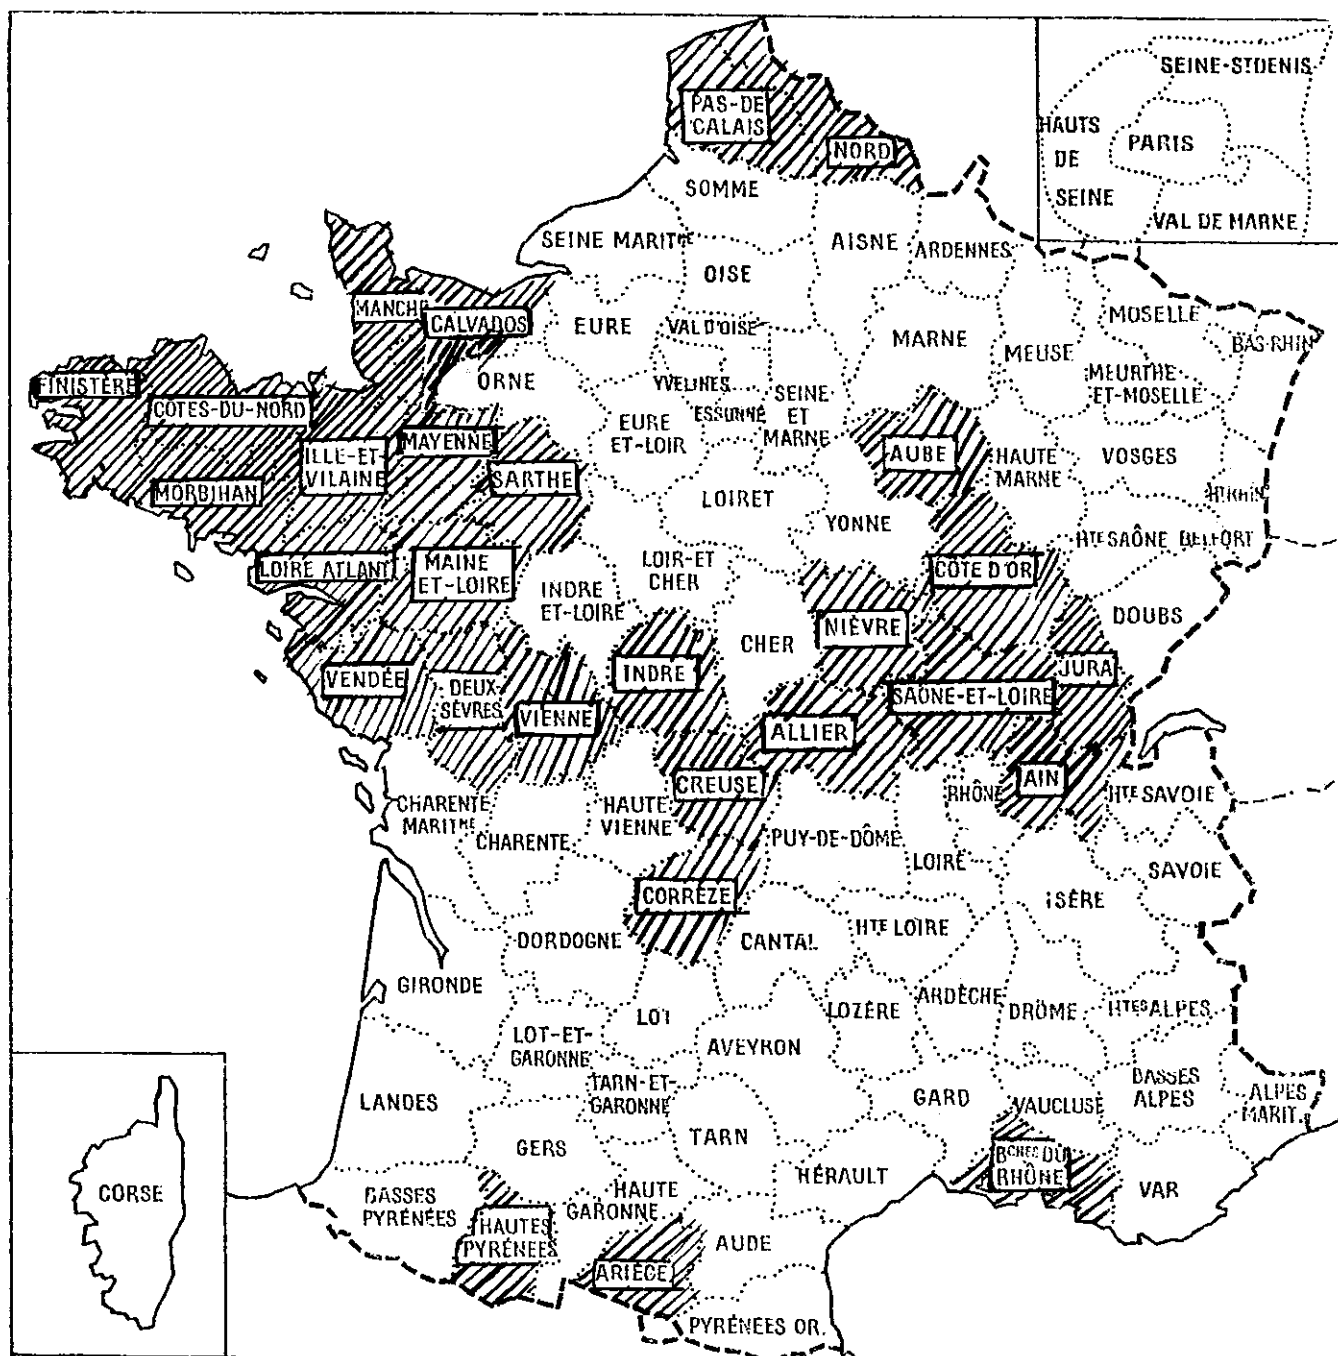 SEINE-STDENIS
HAUTS
DE
SEINE
PARIS
VAL DE MARNE
PAS-DE
CALAIS
NORD
SOMME
SEINE MARITme
AISNE
ARDENNES
OISE
MANCHE
CALVADOS
EURE
VAL D'OISE
MARNE
MEUSE
MOSELLE
BAS-RHIN
MEURTHE
ET-MOSELLE
FINISTÈRE
CÔTES-DU-NORD
ORNE
YVELINES
ESSONNE
SEINE
ET
MARNE
EURE
ET-LOIR
MAYENNE
ILLE-ET
VILAINE
SARTHE
AUBE
HAUTE
MARNE
VOSGES
Ht RHIN
MORBIHAN
LOIRET
YONNE
Hte SAÔNE
BELFORT
LOIRE ATLANT
MAINE
ET-LOIRE
INDRE
ET-LOIRE
LOIR-ET
CHER
CÔTE D'OR
DOUBS
NIÈVRE
CHER
VENDÉE
DEUX
SÈVRES
VIENNE
INDRE
ALLIER
SAÔNE-ET-LOIRE
JURA
CREUSE
AIN
CHARENTE
MARITme
CHARENTE
HAUTE
VIENNE
PUY-DE-DÔME
RHÔNE
LOIRE
Hte SAVOIE
SAVOIE
ISÈRE
CORRÈZE
DORDOGNE
CANTAL
Hte LOIRE
GIRONDE
LOT
LOZÈRE
ARDÈCHE
DRÔME
Htes ALPES
LOT-ET-
GARONNE
AVEYRON
TARN-ET-
GARONNE
LANDES
GERS
TARN
GARD
VAUCLUSE
BASSES
ALPES
ALPES
MARIT.
CORSE
BASSES
PYRÉNÉES
HAUTES
PYRÉNÉES
HAUTE
GARONNE
HÉRAULT
Bches DU
RHÔNE
VAR
ARIÈGE
AUDE
PYRÉNÉES OR.